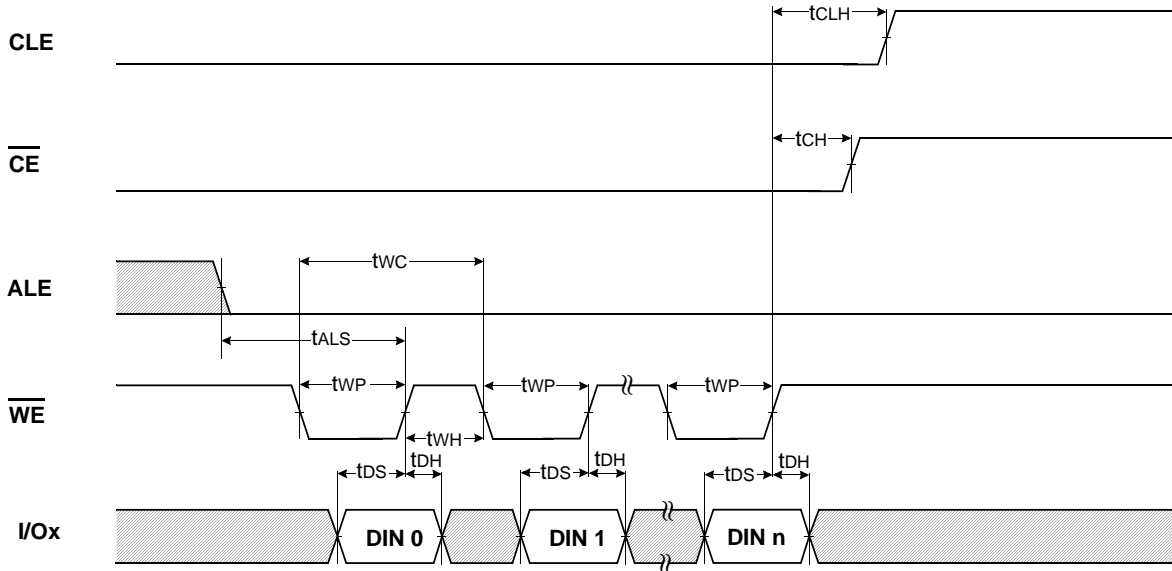 tCLH
CLE
tCH
CE
tWC
ALE
tALS
tWP tWP tWP
WE
tWH
tDS tDH tDS tDH tDS tDH
I/Ox DIN 0 DIN 1 DIN n